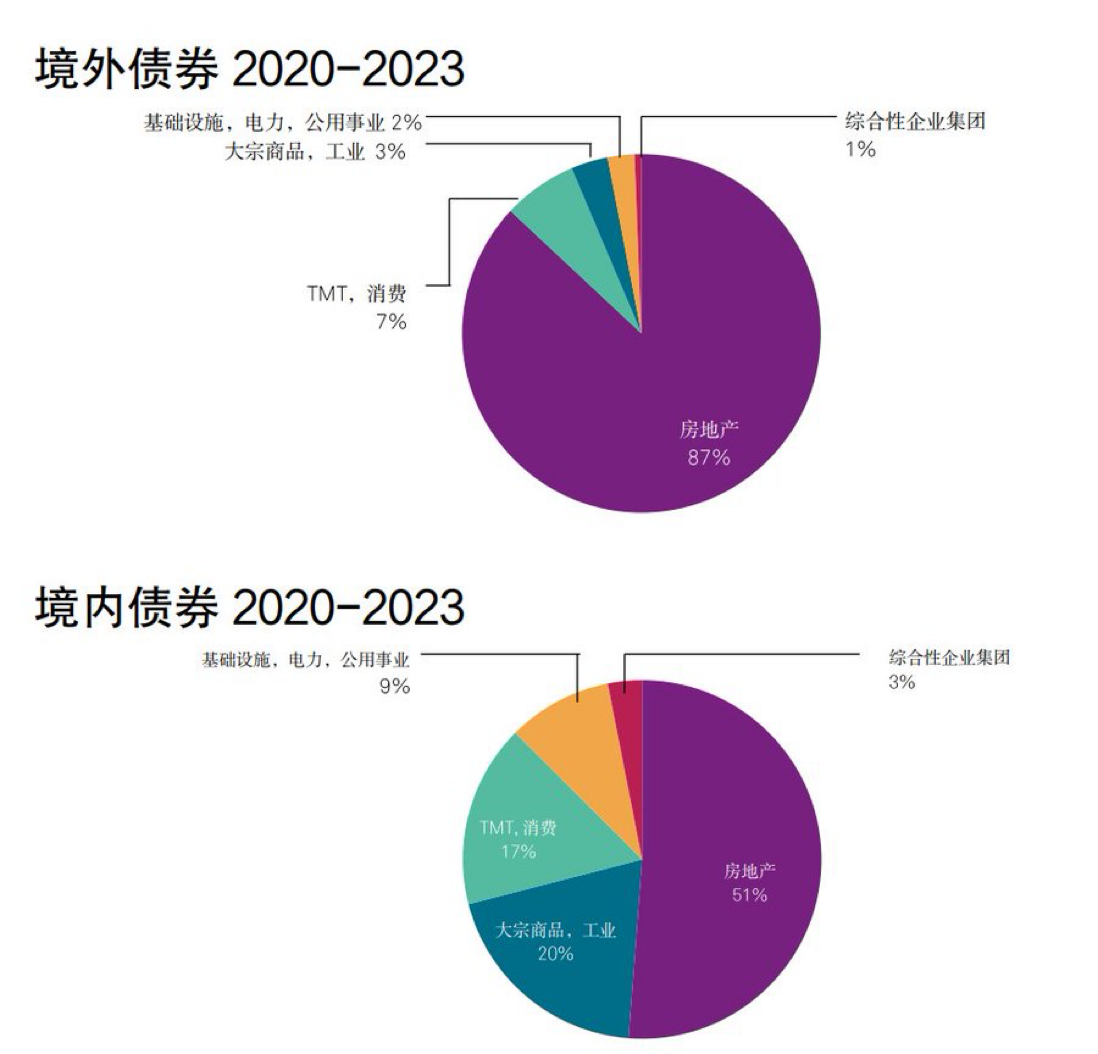 境外债券 2020-2023
基础设施，电力，公用事业 2%
大宗商品，工业 3%
综合性企业集团
1%
TMT，消费
7%
房地产
87%
境内债券 2020-2023
基础设施，电力，公用事业
9%
综合性企业集团
3%
TMT, 消费
17%
房地产
51%
大宗商品，工业
20%